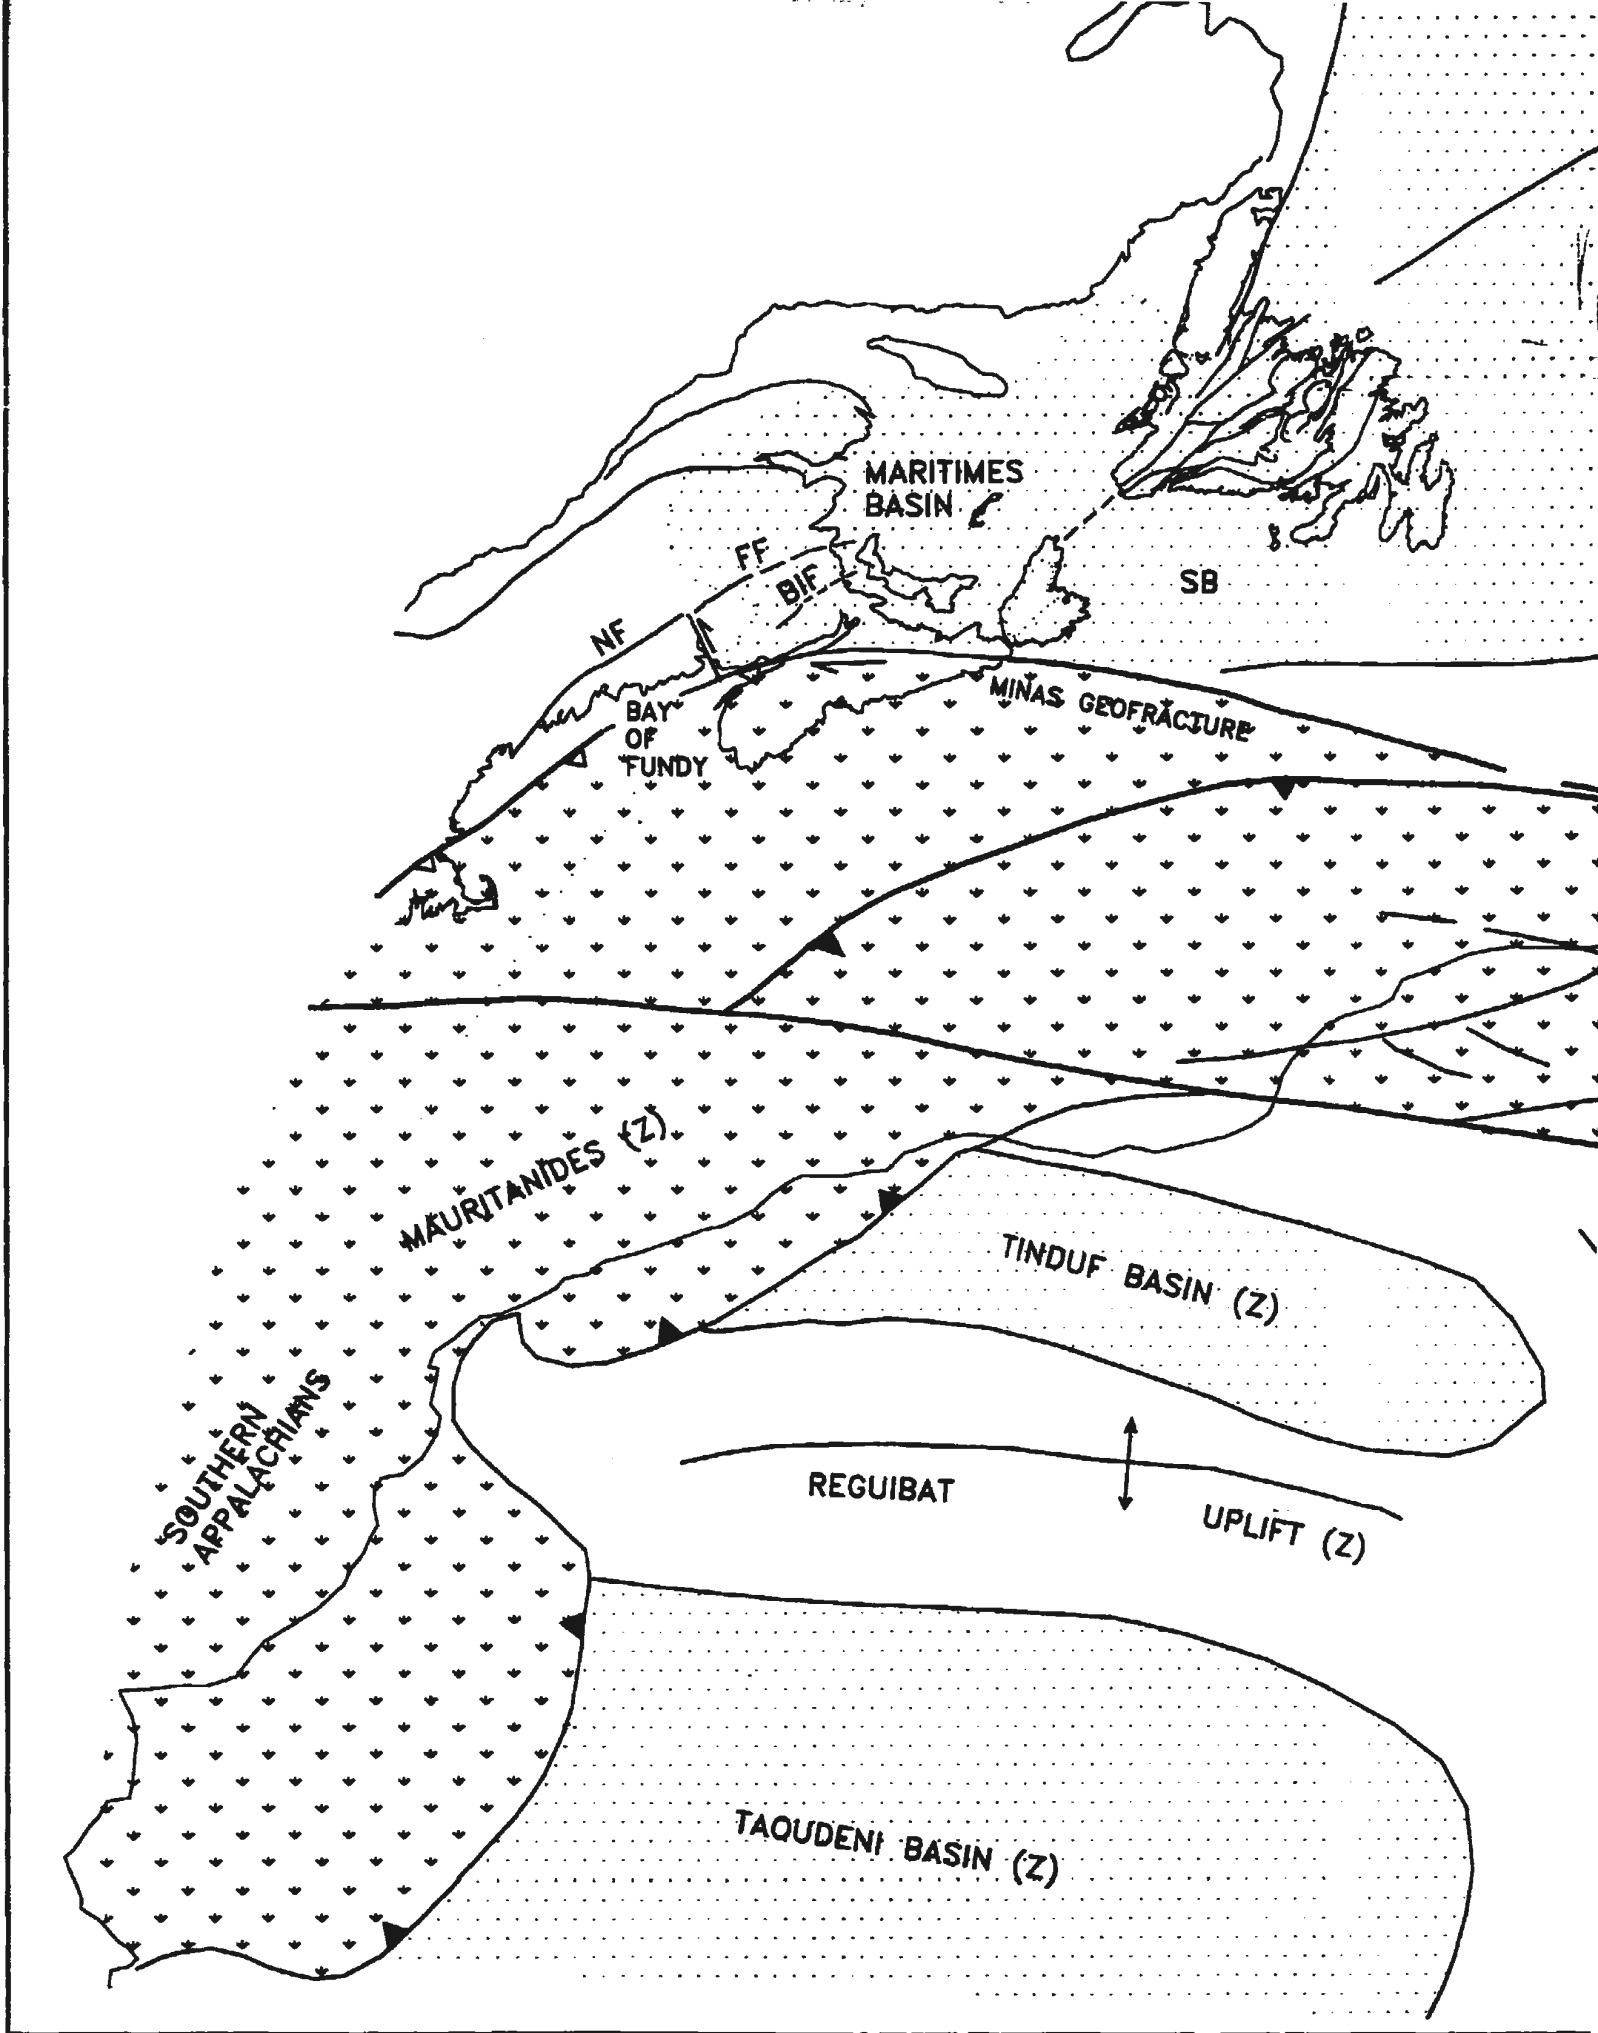 MARITIMES
BASIN
SB
FF
BIF
NF
BAY
OF
FUNDY
MINAS GEOFRACTURE
MAURITANIDES (Z)
TINDUF BASIN (Z)
SOUTHERN
APPALACHIANS
REGUIBAT
UPLIFT (Z)
TAOUDENI BASIN (Z)